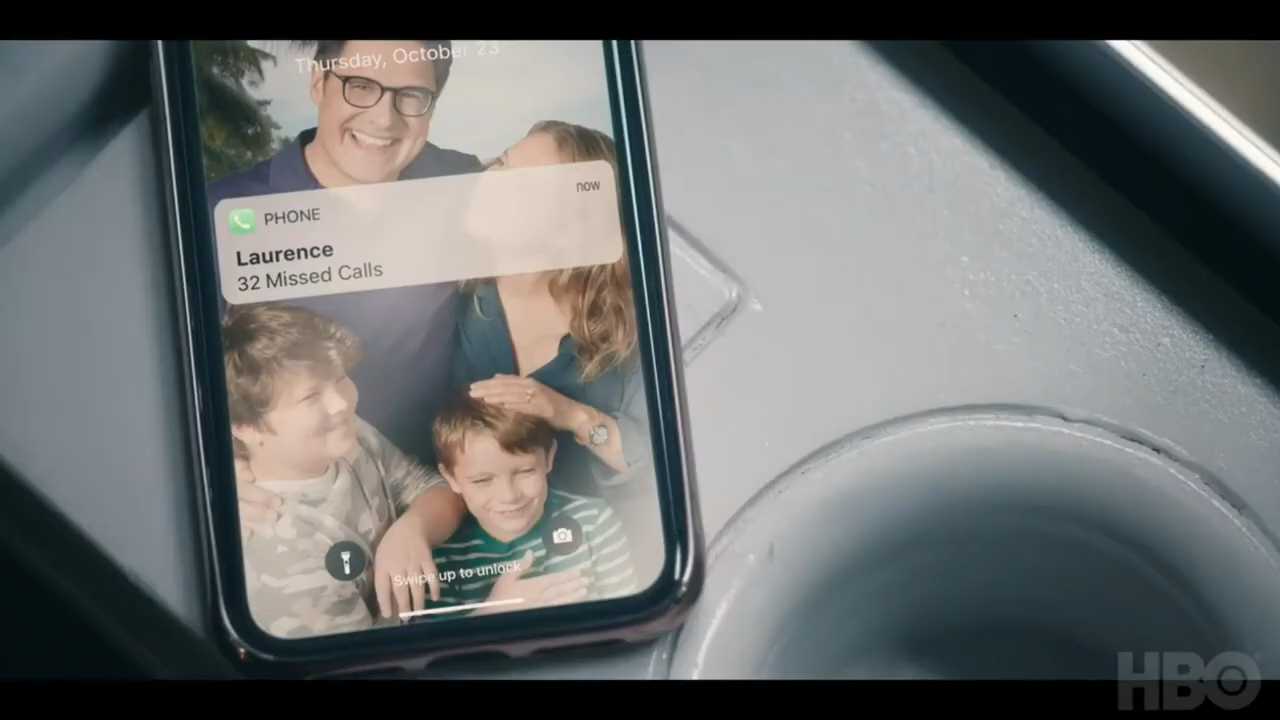 Thursday, October 23
now
PHONE
Laurence
32 Missed Calls
Swipe up to unlock
HBO